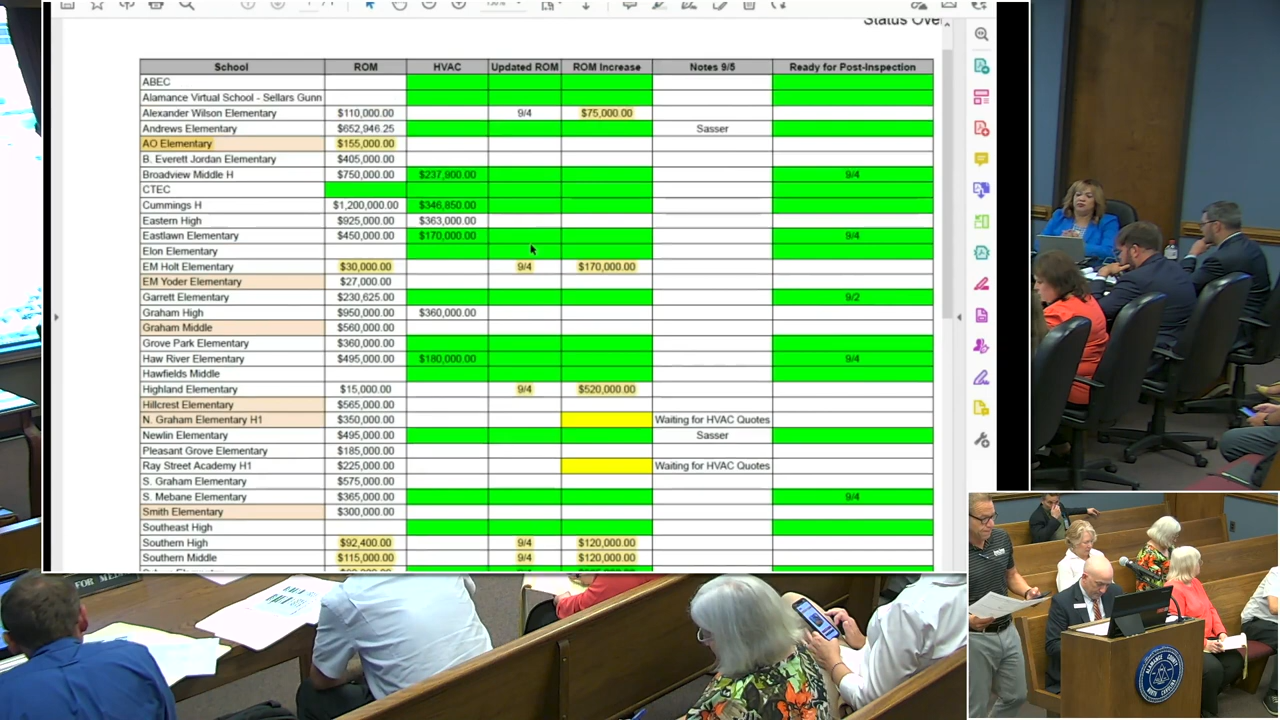 Status Over
School ROM HVAC Updated ROM ROM Increase Notes 9/5 Ready for Post-Inspection
ABEC
Alamance Virtual School - Sellars Gunn
Alexander Wilson Elementary $110,000.00 9/4 $75,000.00
Andrews Elementary $652,946.25 Sasser
AO Elementary $155,000.00
B. Everett Jordan Elementary $405,000.00
Broadview Middle H $750,000.00 $237,900.00 9/4
CTEC
Cummings H $1,200,000.00 $346,850.00
Eastern High $925,000.00 $363,000.00
Eastlawn Elementary $450,000.00 $170,000.00 9/4
Elon Elementary
EM Holt Elementary $30,000.00 9/4 $170,000.00
EM Yoder Elementary $27,000.00
Garrett Elementary $230,625.00 9/2
Graham High $950,000.00 $360,000.00
Graham Middle $560,000.00
Grove Park Elementary $360,000.00
Haw River Elementary $495,000.00 $180,000.00 9/4
Hawfields Middle
Highland Elementary $15,000.00 9/4 $520,000.00
Hillcrest Elementary $565,000.00
N. Graham Elementary H1 $350,000.00 Waiting for HVAC Quotes
Newlin Elementary $495,000.00 Sasser
Pleasant Grove Elementary $185,000.00
Ray Street Academy H1 $225,000.00 Waiting for HVAC Quotes
S. Graham Elementary $575,000.00
S. Mebane Elementary $365,000.00 9/4
Smith Elementary $300,000.00
Southeast High
Southern High $92,400.00 9/4 $120,000.00
Southern Middle $115,000.00 9/4 $120,000.00
FOR MED
ALAMANCE COUNTY
NORTH CAROLINA